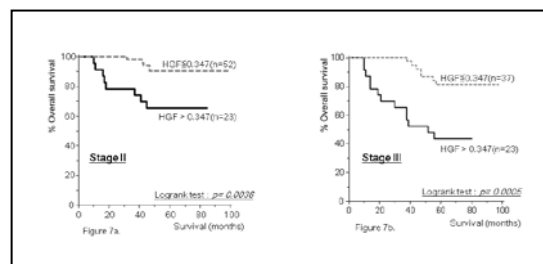 100
80
60
40
20
0
% Overall survival
HGF≤0.347(n=52)
HGF > 0.347(n=23)
Stage II
Logrank test : p= 0.0036
0 20 40 60 80 100
Survival (months)
Figure 7a.
100
80
60
40
20
0
% Overall survival
HGF≤0.347(n=37)
HGF > 0.347(n=23)
Stage III
Logrank test : p= 0.0005
0 20 40 60 80 100
Survival (months)
Figure 7b.